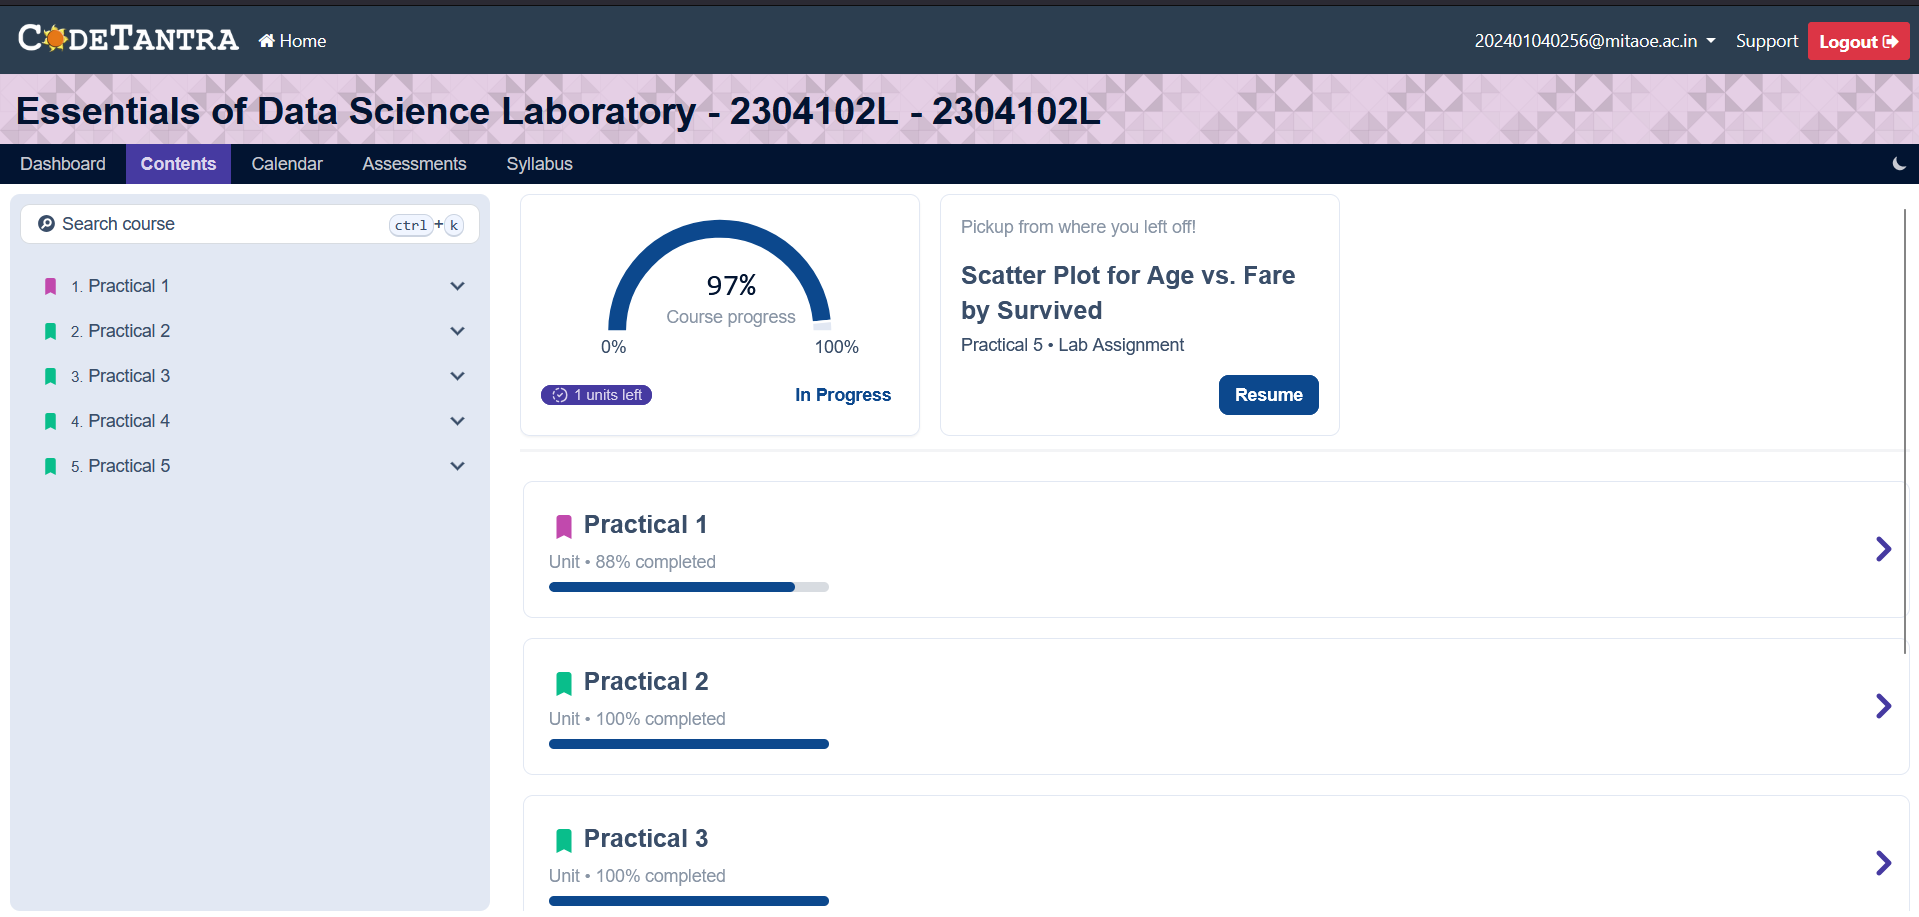 CODETANTRA Home 202401040256@mitaoe.ac.in Support Logout
Essentials of Data Science Laboratory - 2304102L - 2304102L
Dashboard Contents Calendar Assessments Syllabus
Search course ctrl+k
1. Practical 1
2. Practical 2
3. Practical 3
4. Practical 4
5. Practical 5
97%
Course progress
0% 100%
1 units left In Progress
Pickup from where you left off!
Scatter Plot for Age vs. Fare
by Survived
Practical 5 • Lab Assignment
Resume
Practical 1
Unit • 88% completed
Practical 2
Unit • 100% completed
Practical 3
Unit • 100% completed